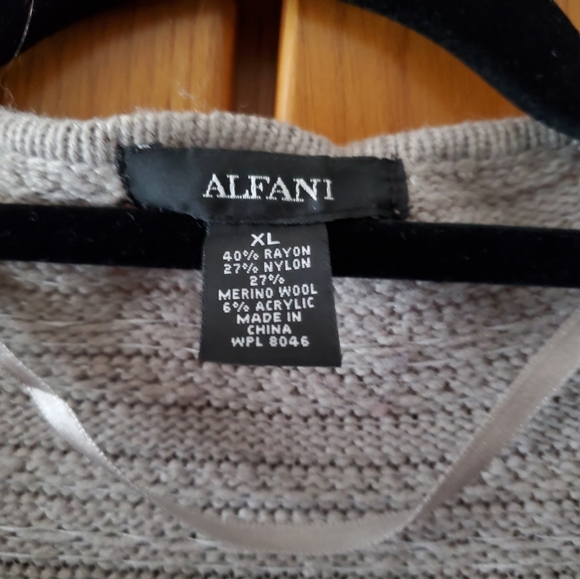 ALFANI
XL
40% RAYON
27% NYLON
27%
MERINO WOOL
6% ACRYLIC
MADE IN
CHINA
WPL 8046